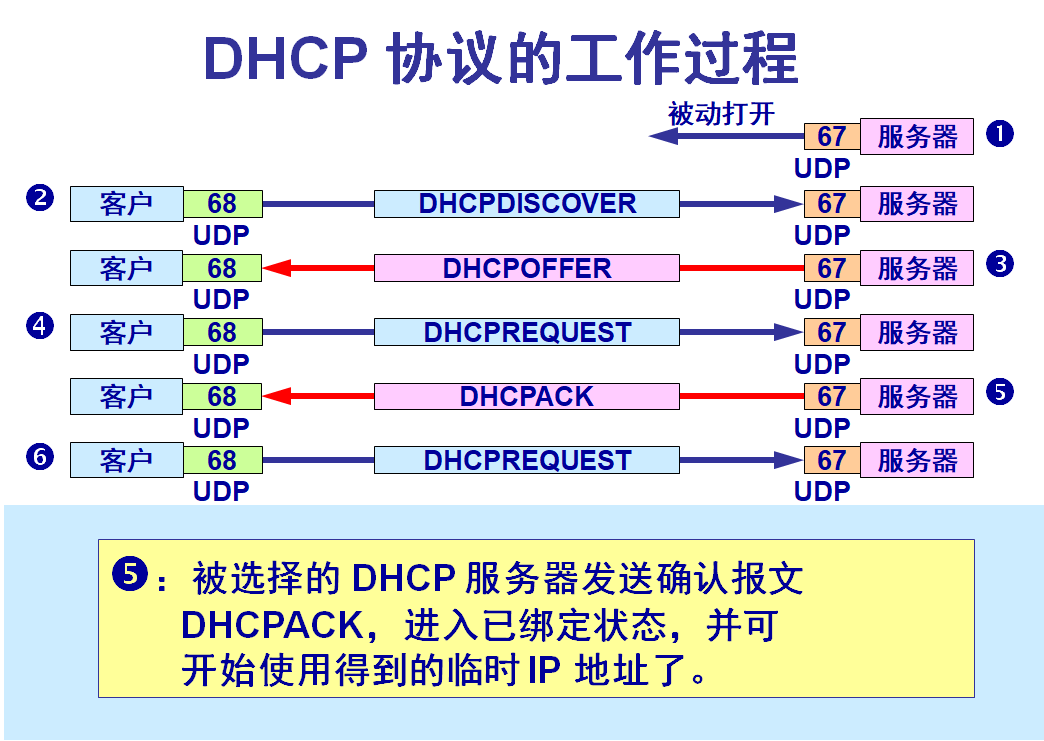 DHCP 协议的工作过程
被动打开
67 服务器 ❶
UDP
❷ 客户 68 DHCPDISCOVER 67 服务器
UDP UDP
客户 68 DHCPOFFER 67 服务器 ❸
UDP UDP
❹ 客户 68 DHCPREQUEST 67 服务器
UDP UDP
客户 68 DHCPACK 67 服务器 ❺
UDP UDP
❻ 客户 68 DHCPREQUEST 67 服务器
UDP UDP
❺：被选择的 DHCP 服务器发送确认报文
DHCPACK，进入已绑定状态，并可
开始使用得到的临时 IP 地址了。